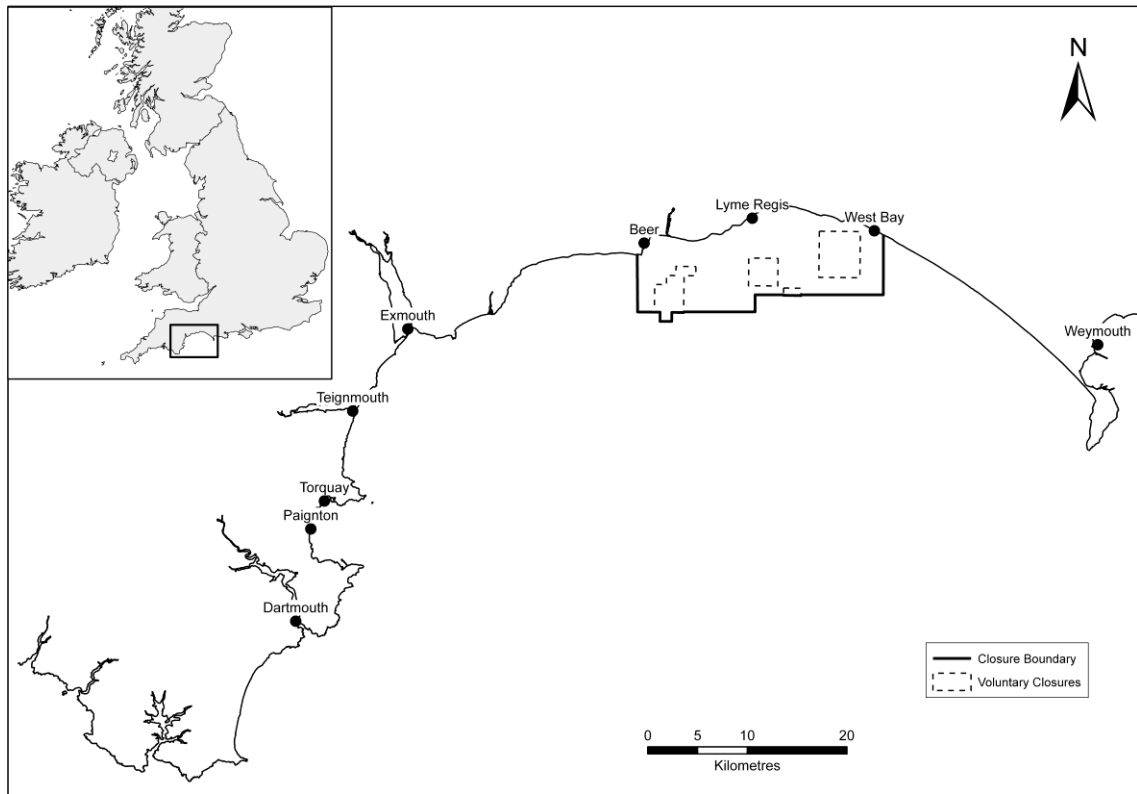 N
Lyme Regis
West Bay
Beer
Exmouth
Weymouth
Teignmouth
Torquay
Paignton
Dartmouth
Closure Boundary
Voluntary Closures
0 5 10 20
Kilometres